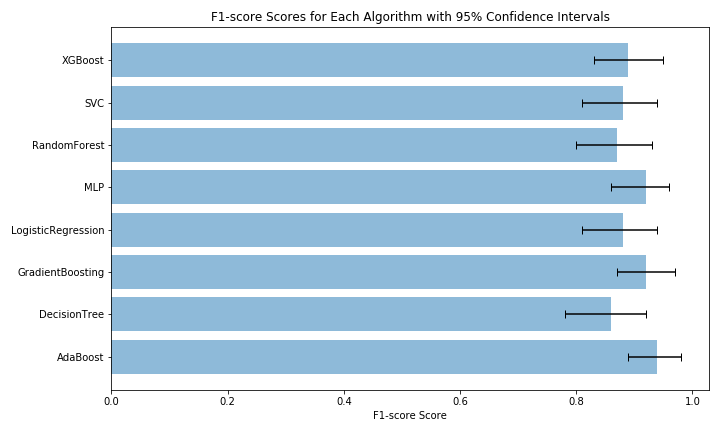 F1-score Scores for Each Algorithm with 95% Confidence Intervals
XGBoost
SVC
RandomForest
MLP
LogisticRegression
GradientBoosting
DecisionTree
AdaBoost
0.0 0.2 0.4 0.6 0.8 1.0
F1-score Score